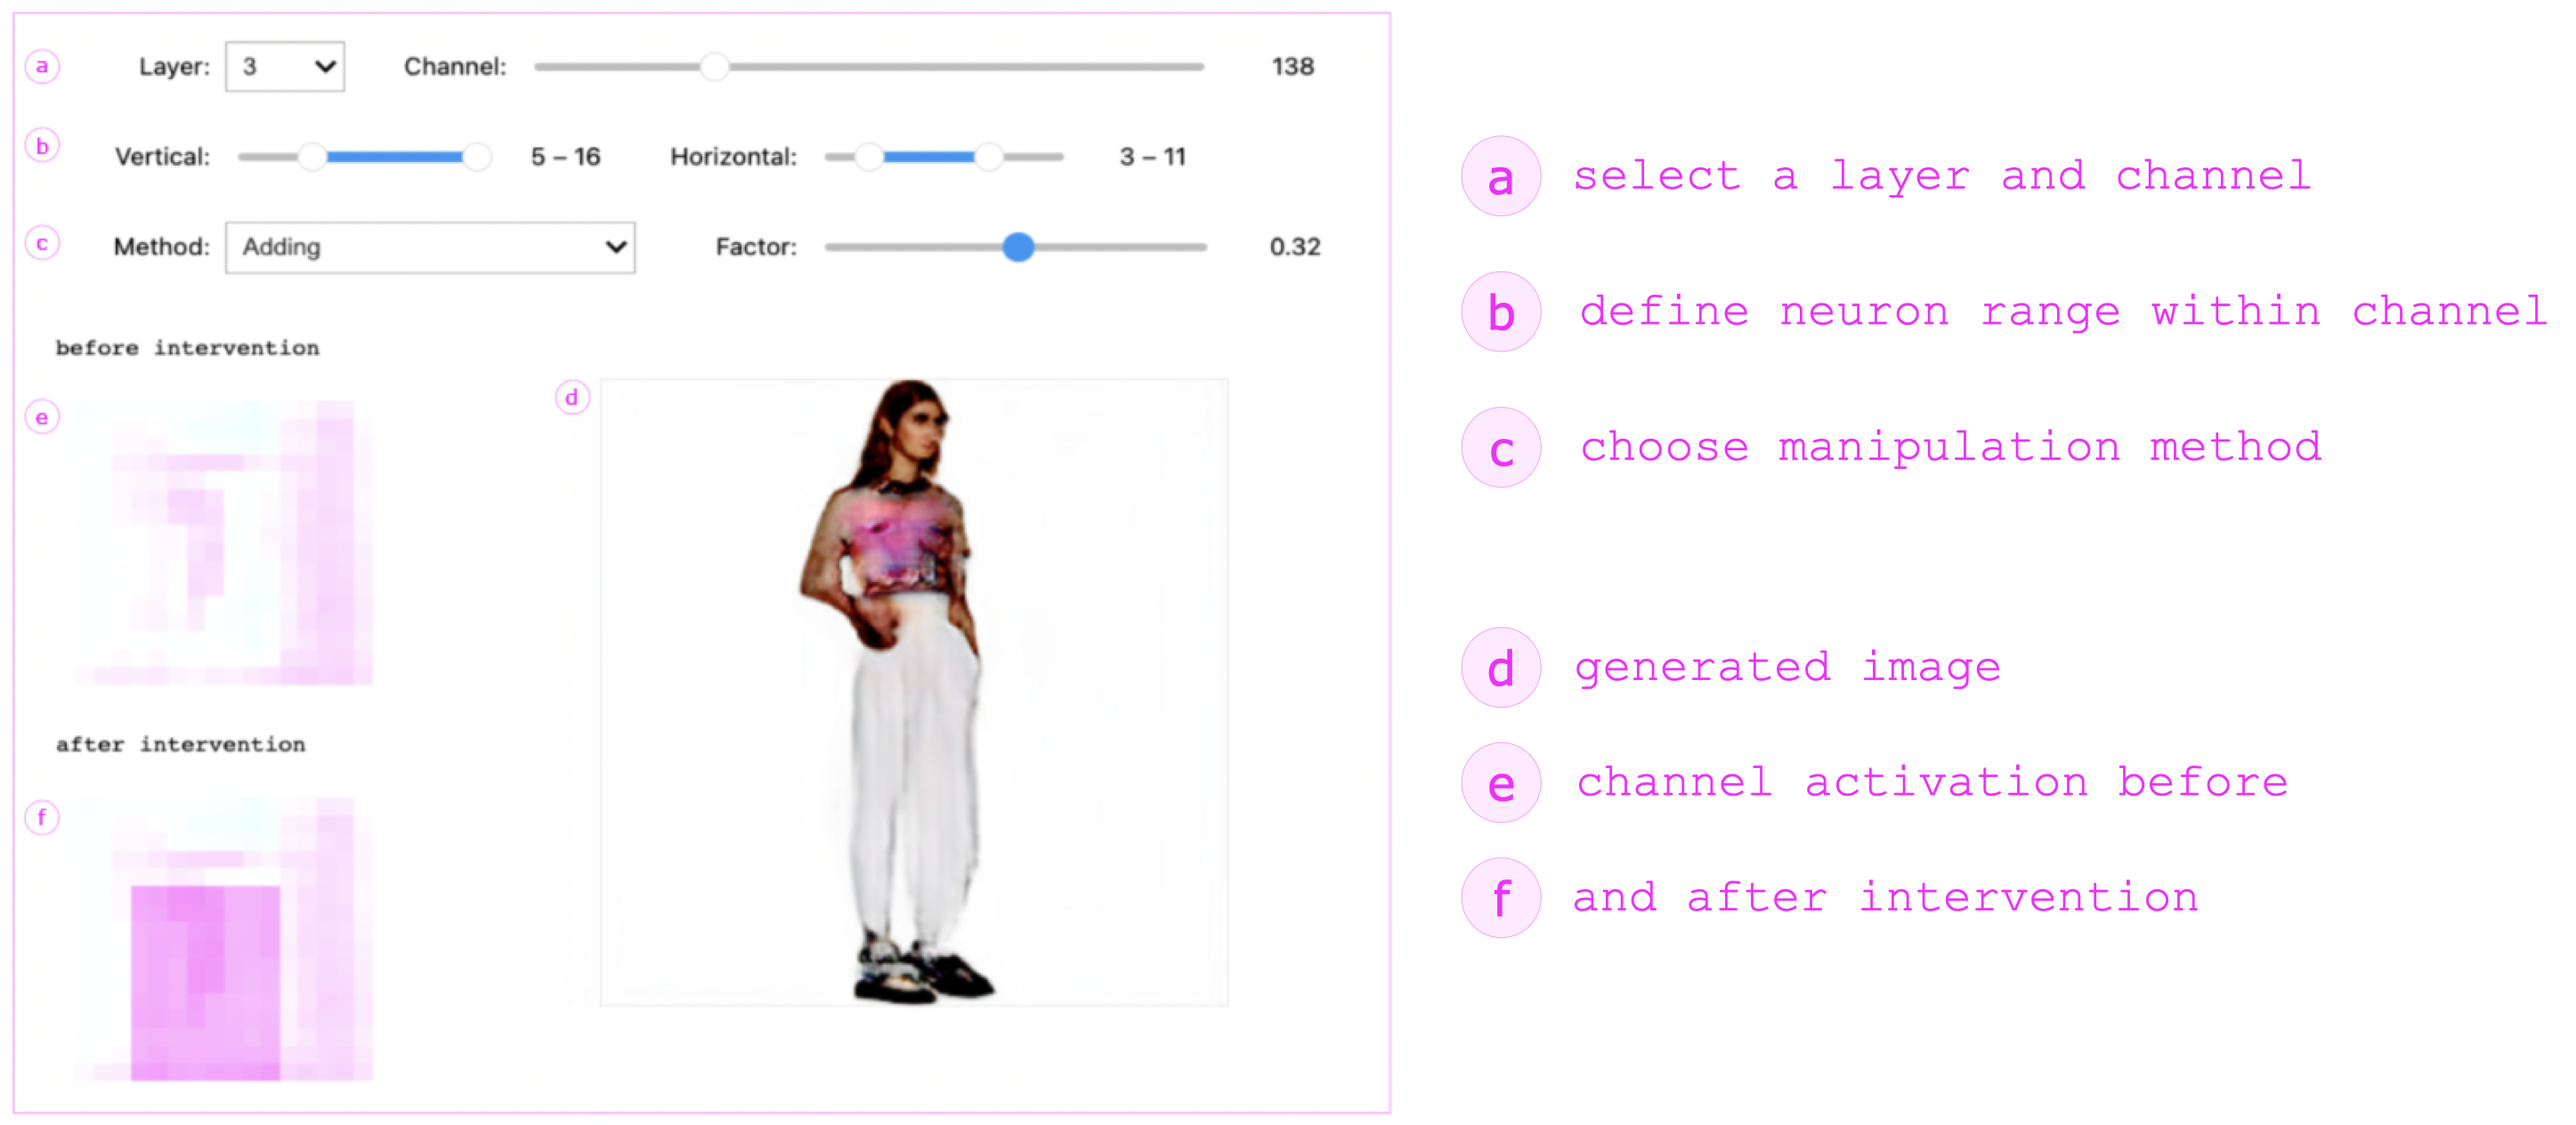 a Layer: 3 Channel: 138
b Vertical: 5 – 16 Horizontal: 3 – 11
c Method: Adding Factor: 0.32
before intervention
e
d
after intervention
f
a select a layer and channel
b define neuron range within channel
c choose manipulation method
d generated image
e channel activation before
f and after intervention